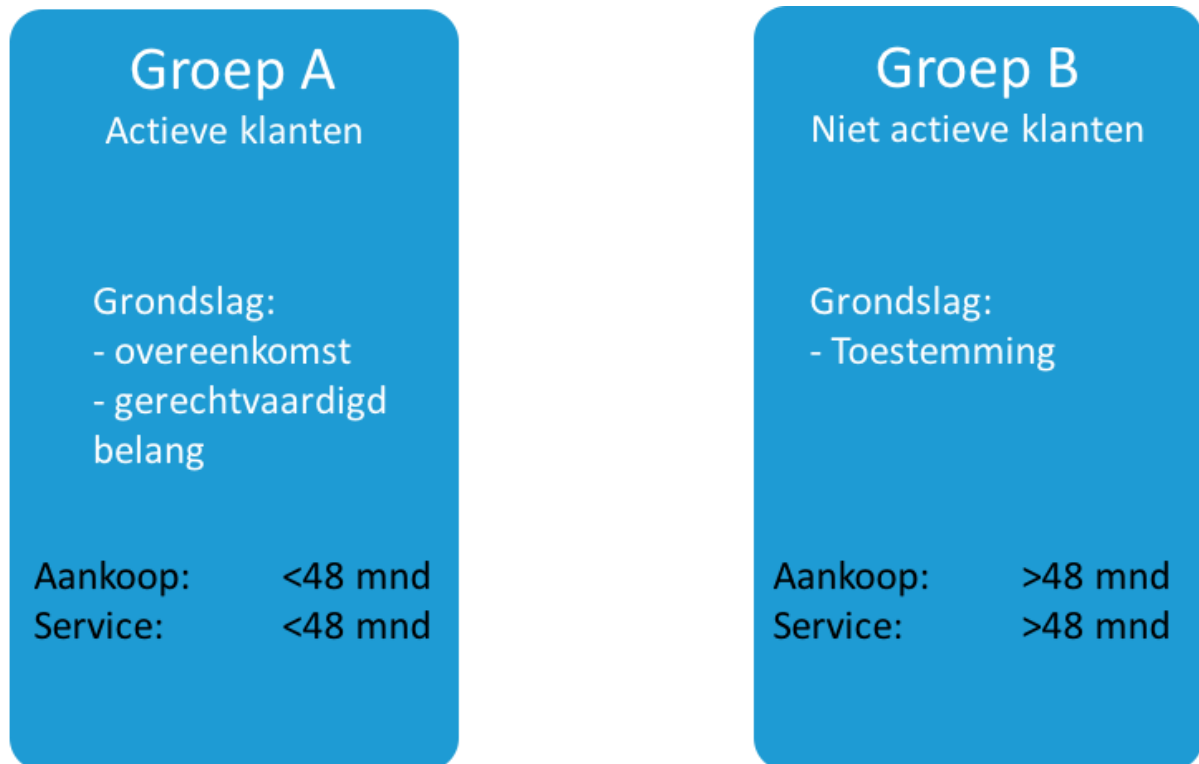 Groep A
Actieve klanten
Grondslag:
- overeenkomst
- gerechtvaardigd
belang
Aankoop: <48 mnd
Service: <48 mnd
Groep B
Niet actieve klanten
Grondslag:
- Toestemming
Aankoop: >48 mnd
Service: >48 mnd